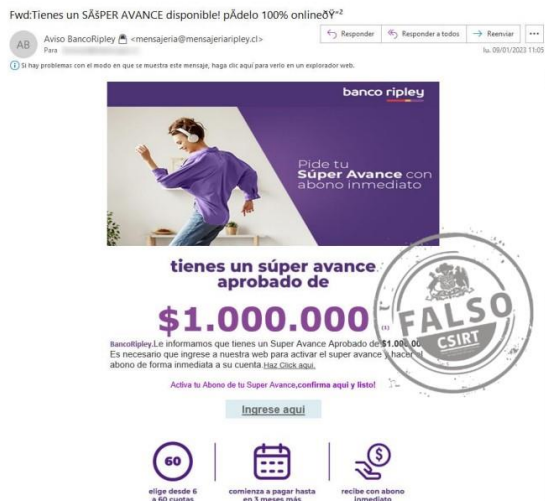 Fwd:Tienes un SÃšPER AVANCE disponible! pÃdelo 100% onlineðŸ“²
AB
Aviso BancoRipley <mensajeria@mensajeriaripley.cl>
Para
Responder
Responder a todos
Reenviar
lu. 09/01/2023 11:05
Si hay problemas con el modo en que se muestra este mensaje, haga clic aquí para verlo en un explorador web.
banco ripley
Pide tu
Súper Avance con
abono inmediato
tienes un súper avance
aprobado de
$1.000.000
(1)
FALSO
CSIRT
BancoRipley.Le informamos que tienes un Super Avance Aprobado de $1.000.00
Es necesario que ingrese a nuestra web para activar el super avance y hacer el
abono de forma inmediata a su cuenta.Haz Click aqui.
Activa tu Abono de tu Super Avance,confirma aqui y listo!
Ingrese aqui
60
elige desde 6
a 60 cuotas
comienza a pagar hasta
en 3 meses más
recibe con abono
inmediato